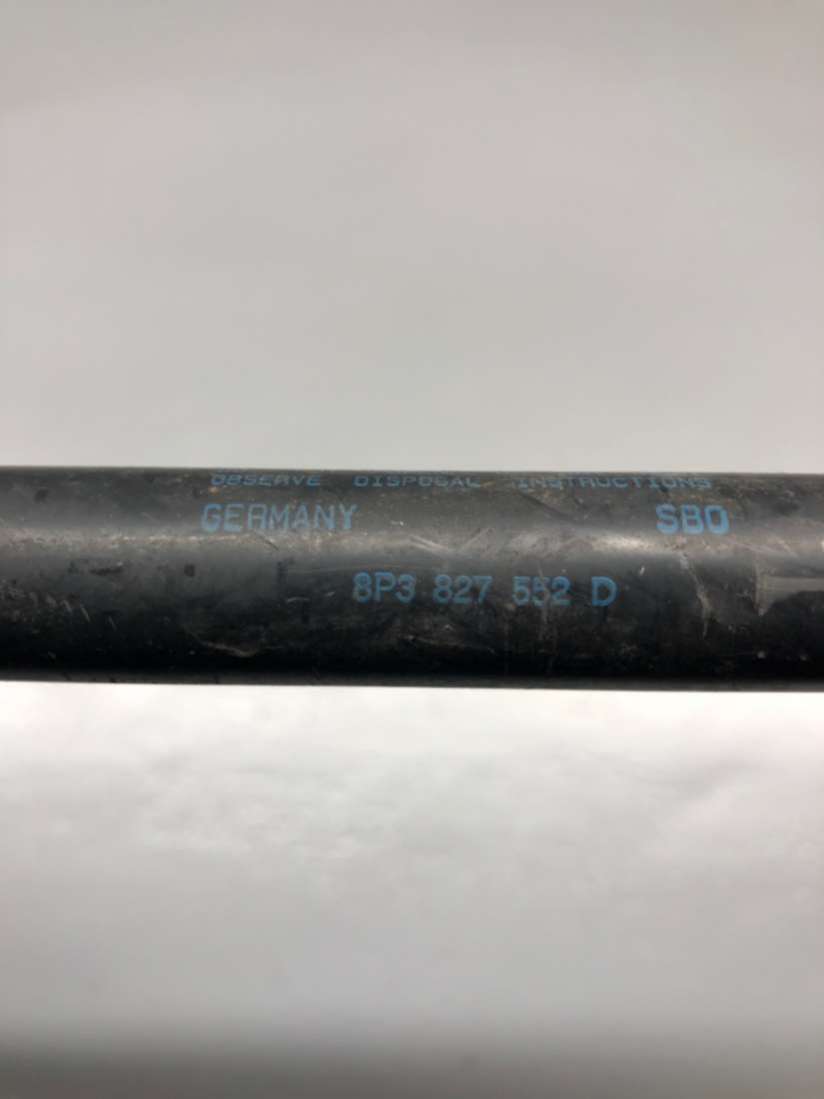 OBSERVE DISPOSAL INSTRUCTIONS
GERMANY SBO
8P3 827 552 D